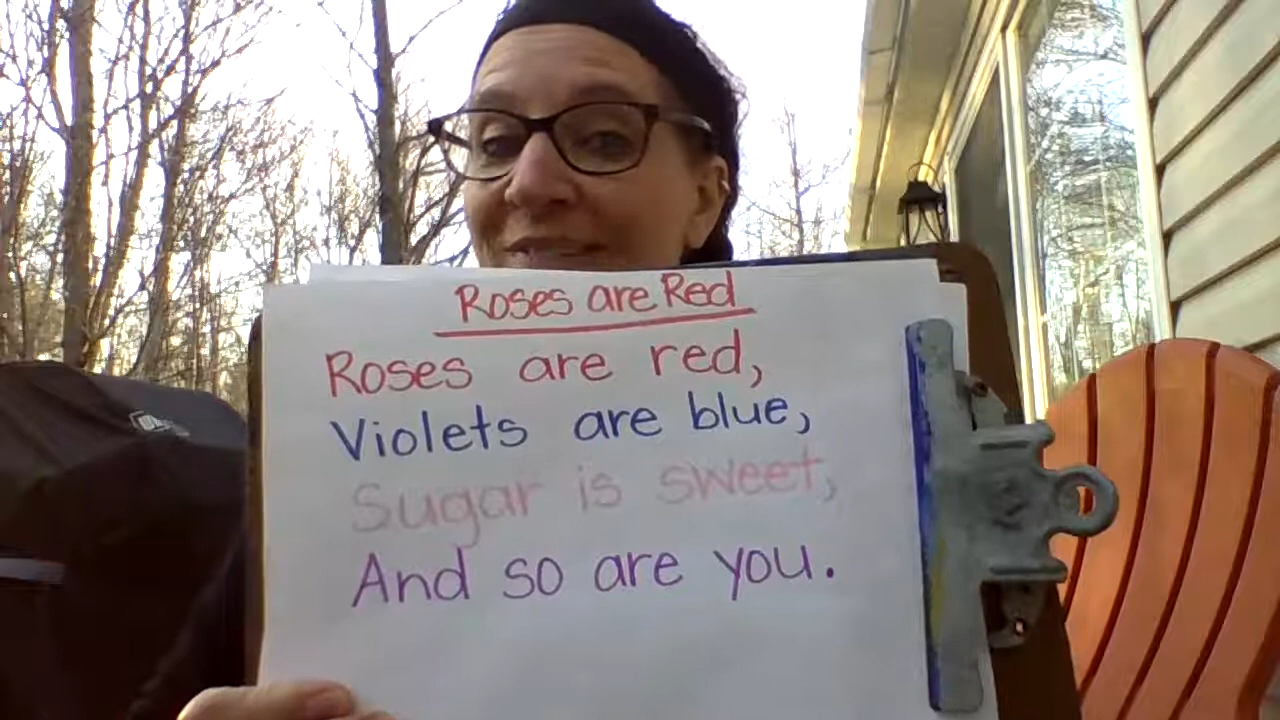 Roses are Red
Roses are red,
Violets are blue,
Sugar is sweet,
And so are you.